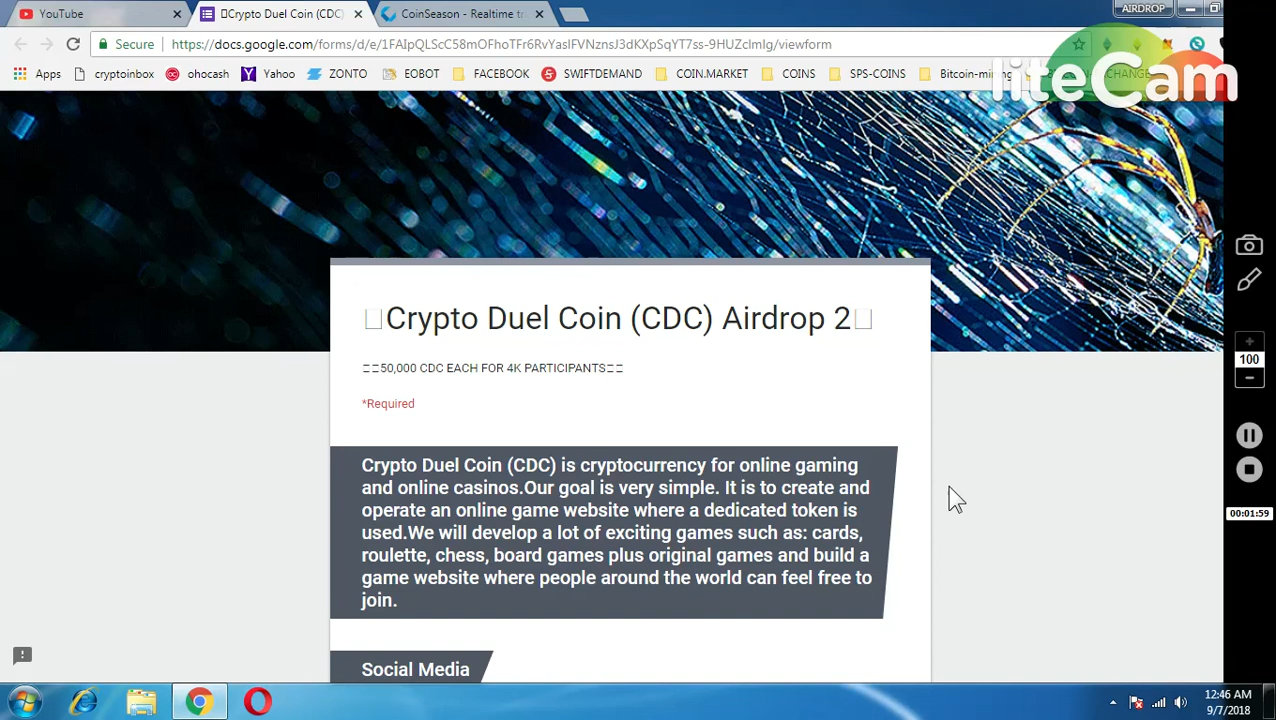 YouTube
Crypto Duel Coin (CDC)
CoinSeason - Realtime tr
AIRDROP
Secure
https://docs.google.com/forms/d/e/
viewform
Apps
cryptoinbox
ohocash
Yahoo
ZONTO
EOBOT
FACEBOOK
SWIFTDEMAND
COIN.MARKET
COINS
SPS-COINS
liteCam
Crypto Duel Coin (CDC) Airdrop 2
50,000 CDC EACH FOR 4K PARTICIPANTS
*Required
Crypto Duel Coin (CDC) is cryptocurrency for online gaming
and online casinos.Our goal is very simple. It is to create and
operate an online game website where a dedicated token is
used.We will develop a lot of exciting games such as: cards,
roulette, chess, board games plus original games and build a
game website where people around the world can feel free to
join.
Social Media
100
00:01:59
12:46 AM
9/7/2018